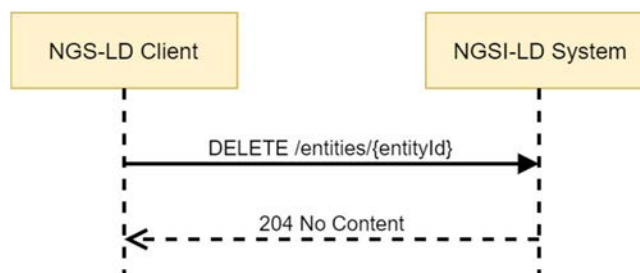 NGS-LD Client
NGSI-LD System
DELETE /entities/{entityId}
204 No Content